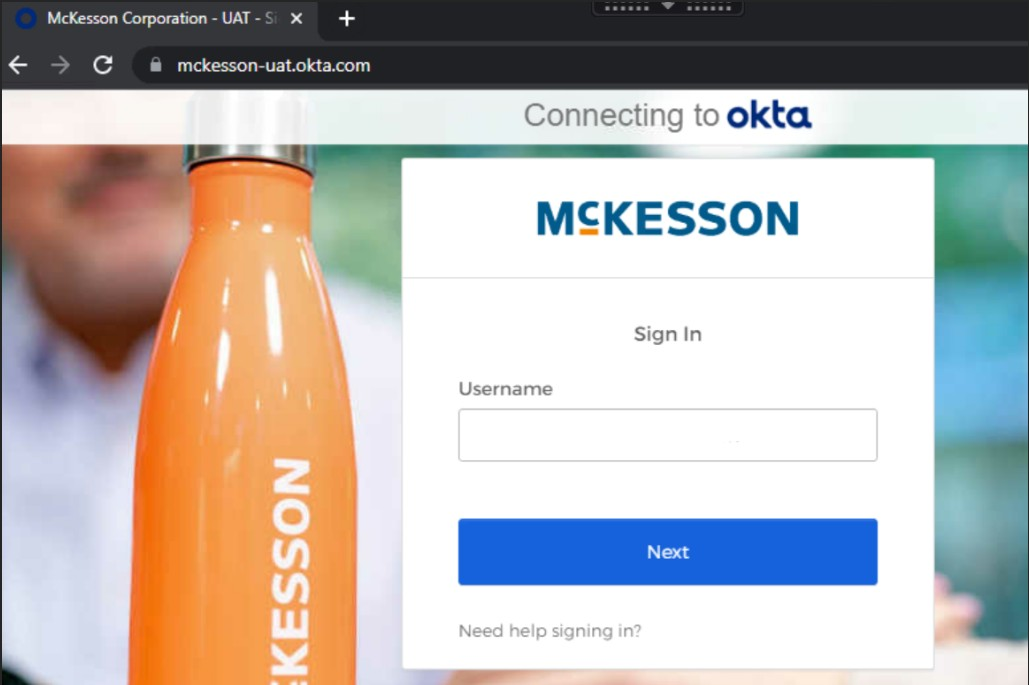 McKesson Corporation - UAT - Si
mckesson-uat.okta.com
Connecting to okta
McKESSON
Sign In
Username
Next
Need help signing in?
KESSON